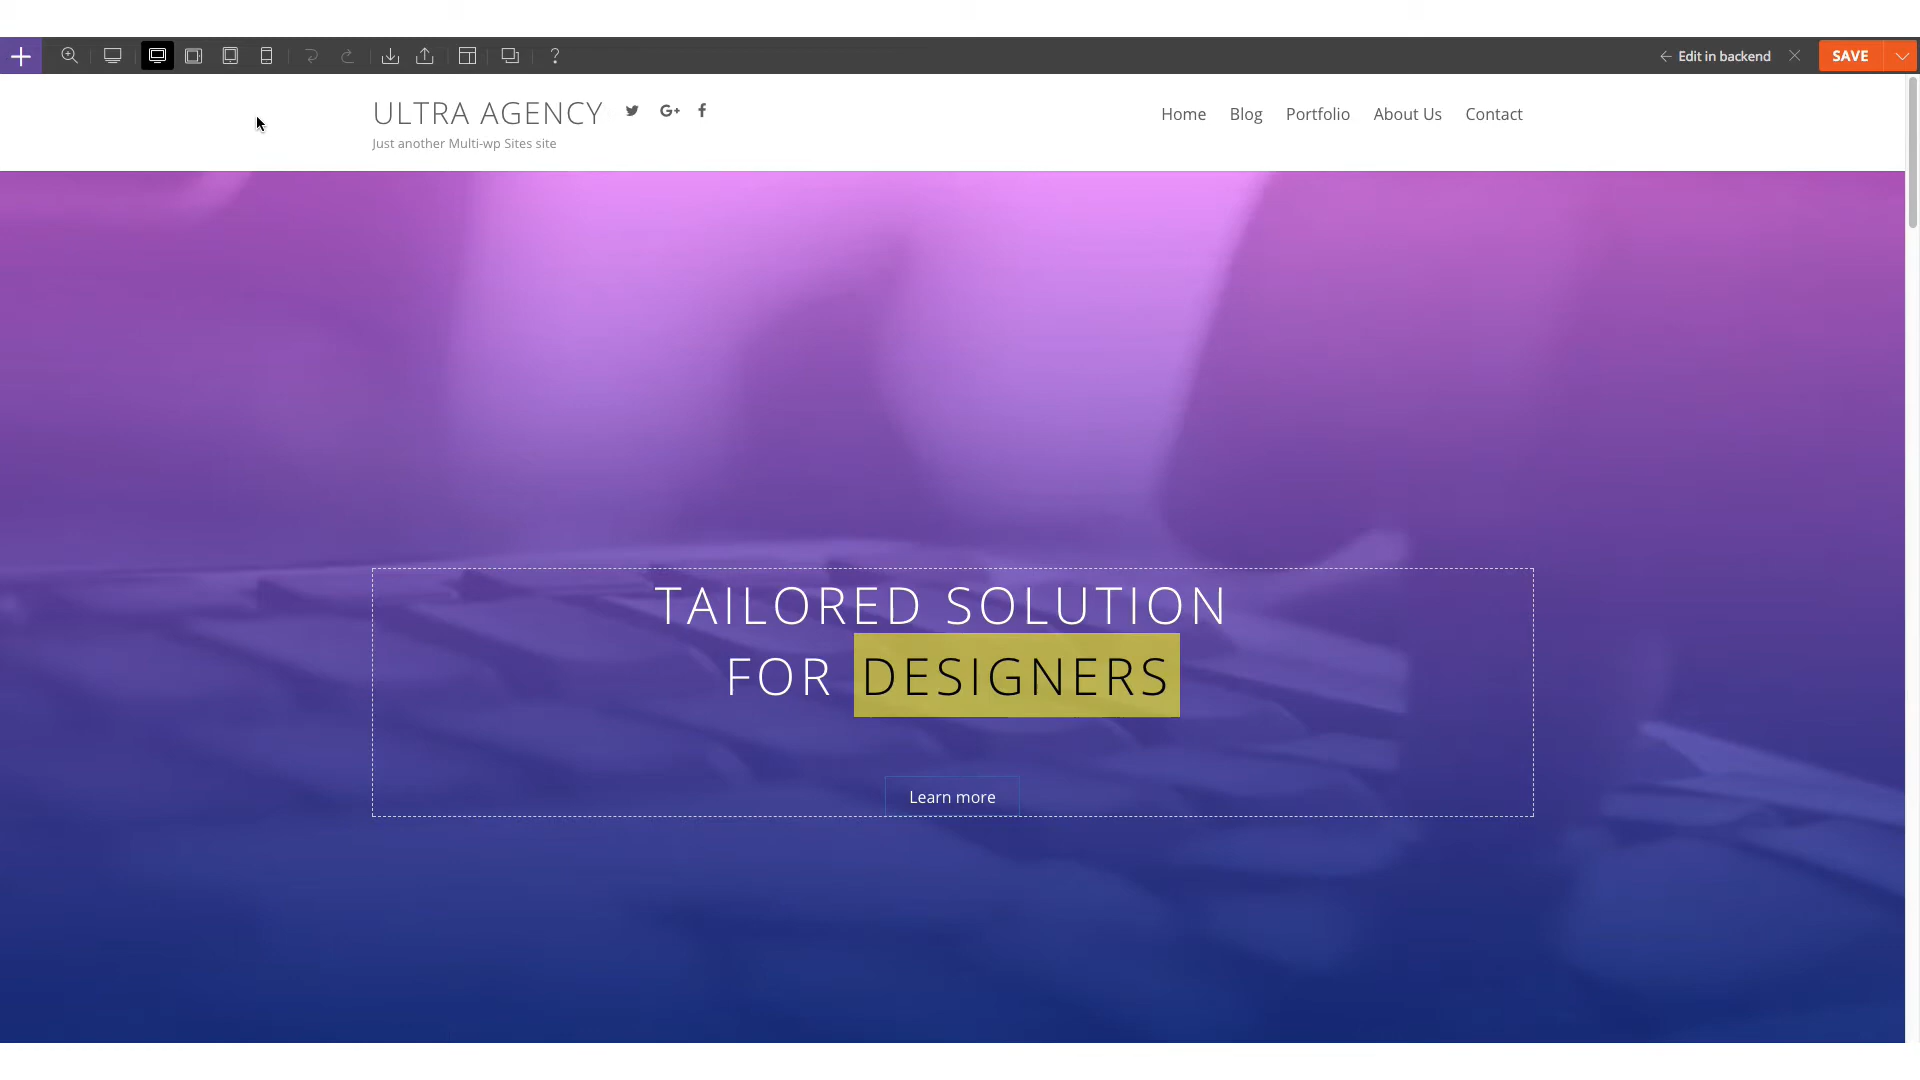 Edit in backend
SAVE
ULTRA AGENCY
Just another Multi-wp Sites site
Home Blog Portfolio About Us Contact
TAILORED SOLUTION
FOR DESIGNERS
Learn more